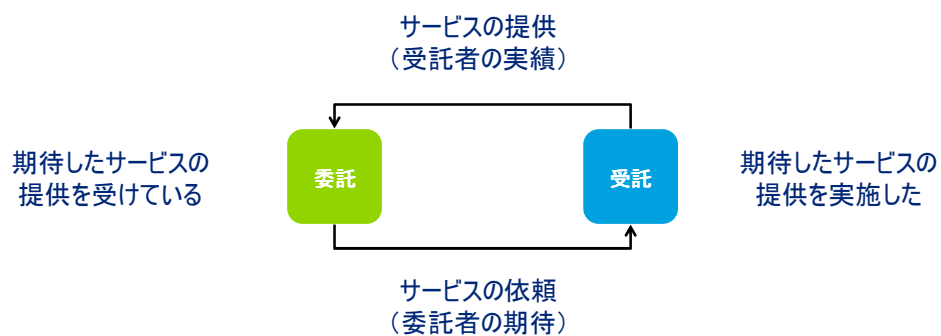 サービスの提供
（受託者の実績）
期待したサービスの
提供を受けている
委託
受託
期待したサービスの
提供を実施した
サービスの依頼
（委託者の期待）